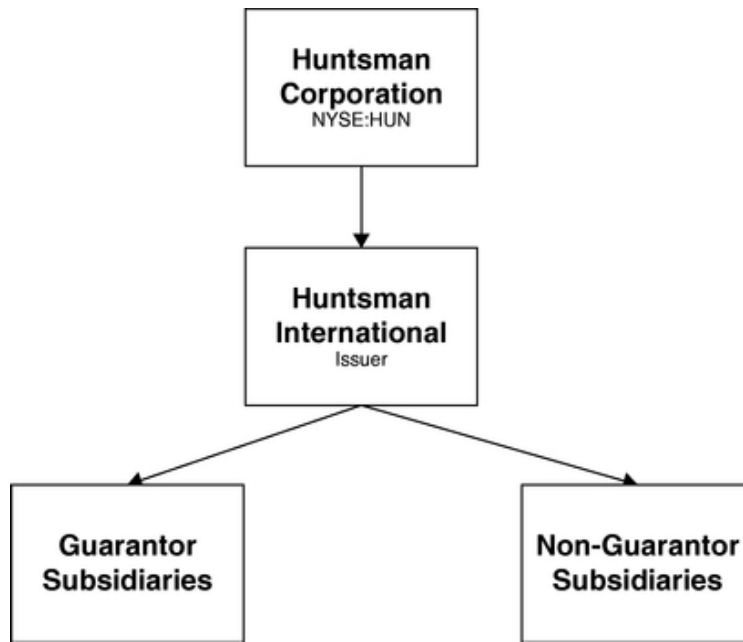 Huntsman
Corporation
NYSE:HUN
Huntsman
International
Issuer
Guarantor
Subsidiaries
Non-Guarantor
Subsidiaries